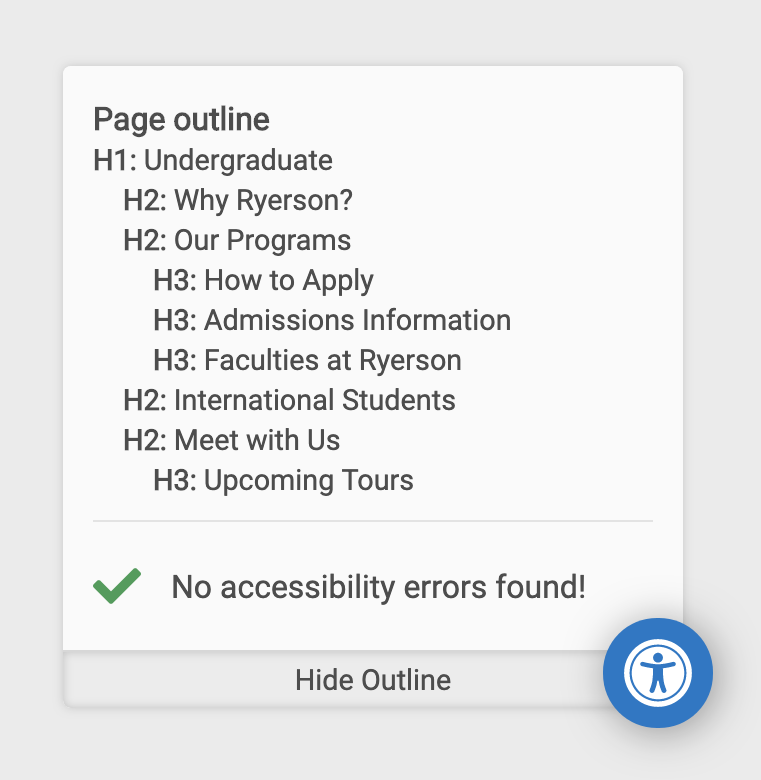 Page outline
H1: Undergraduate
H2: Why Ryerson?
H2: Our Programs
H3: How to Apply
H3: Admissions Information
H3: Faculties at Ryerson
H2: International Students
H2: Meet with Us
H3: Upcoming Tours
No accessibility errors found!
Hide Outline